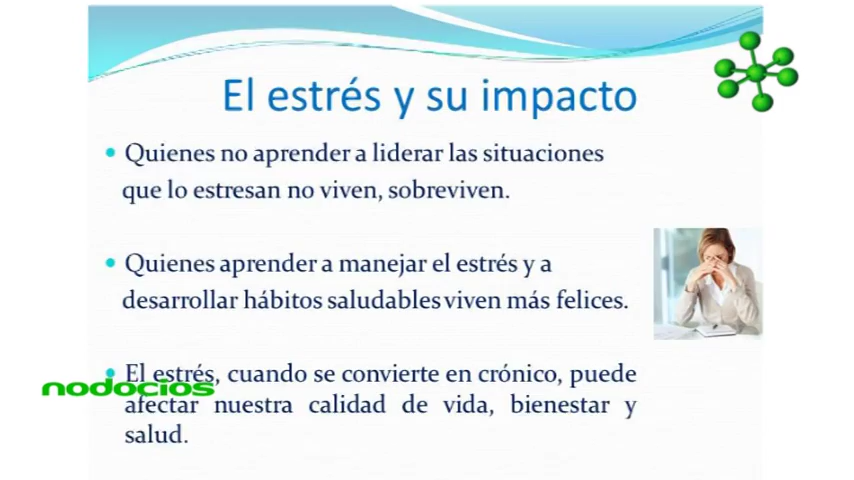 El estrés y su impacto
• Quienes no aprender a liderar las situaciones
que lo estresan no viven, sobreviven.
• Quienes aprender a manejar el estrés y a
desarrollar hábitos saludables viven más felices.
• El estrés, cuando se convierte en crónico, puede
nodocios
afectar nuestra calidad de vida, bienestar y
salud.